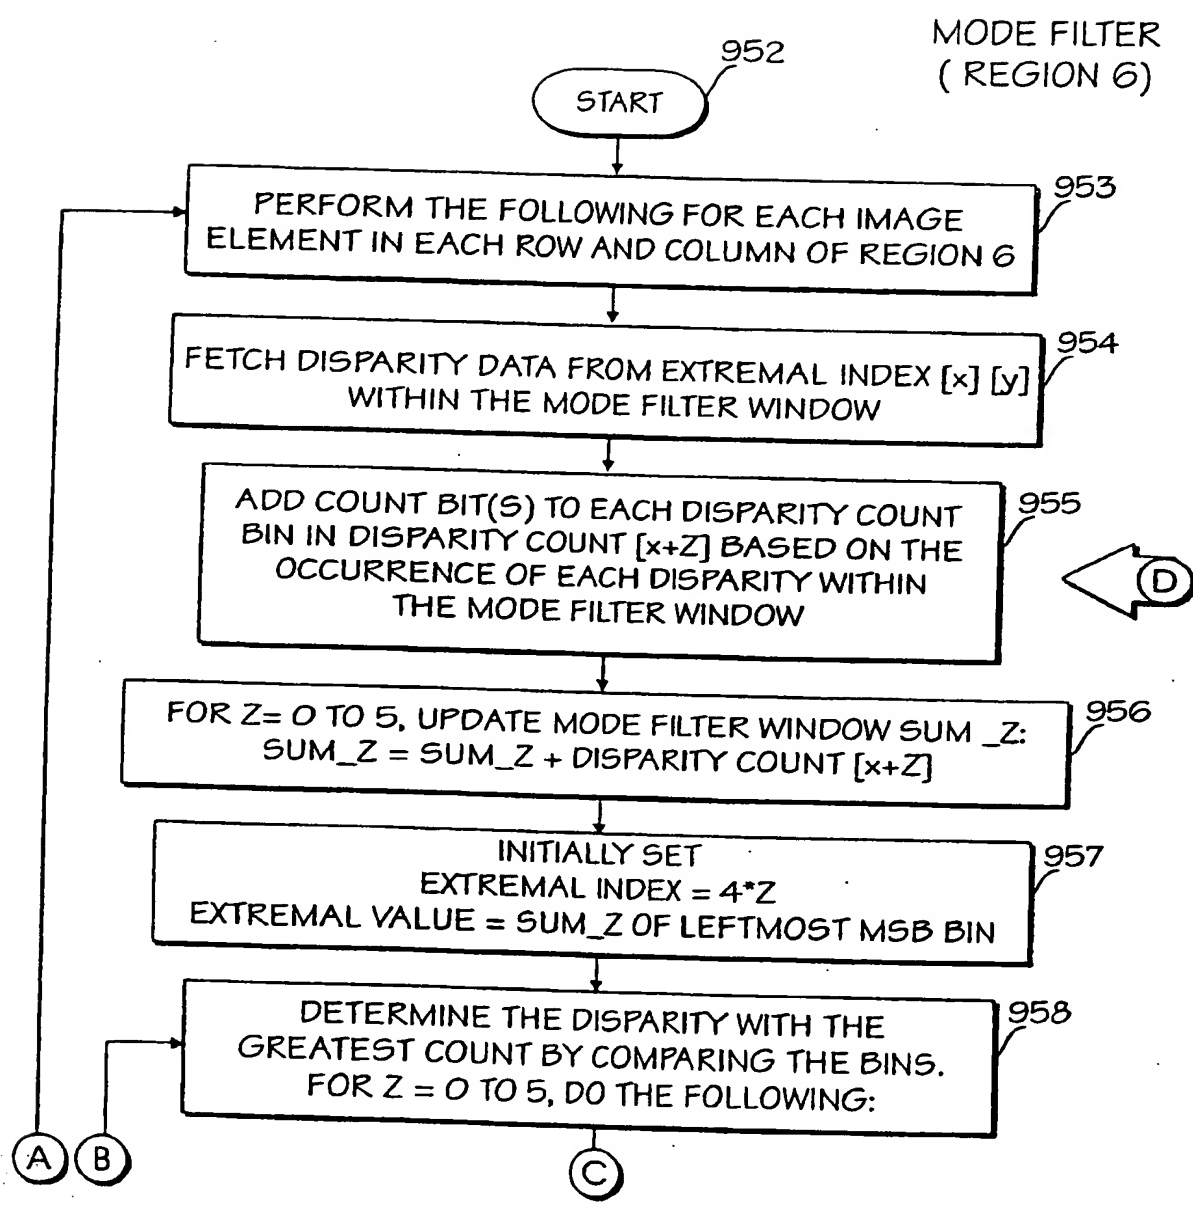 MODE FILTER
( REGION 6)
952
START
953
PERFORM THE FOLLOWING FOR EACH IMAGE
ELEMENT IN EACH ROW AND COLUMN OF REGION 6
954
FETCH DISPARITY DATA FROM EXTREMAL INDEX [x] [y]
WITHIN THE MODE FILTER WINDOW
955
ADD COUNT BIT(S) TO EACH DISPARITY COUNT
BIN IN DISPARITY COUNT [x+Z] BASED ON THE
OCCURRENCE OF EACH DISPARITY WITHIN
THE MODE FILTER WINDOW
D
956
FOR Z= 0 TO 5, UPDATE MODE FILTER WINDOW SUM _Z:
SUM_Z = SUM_Z + DISPARITY COUNT [x+Z]
957
INITIALLY SET
EXTREMAL INDEX = 4*Z
EXTREMAL VALUE = SUM_Z OF LEFTMOST MSB BIN
958
DETERMINE THE DISPARITY WITH THE
GREATEST COUNT BY COMPARING THE BINS.
FOR Z = 0 TO 5, DO THE FOLLOWING:
A
B
C